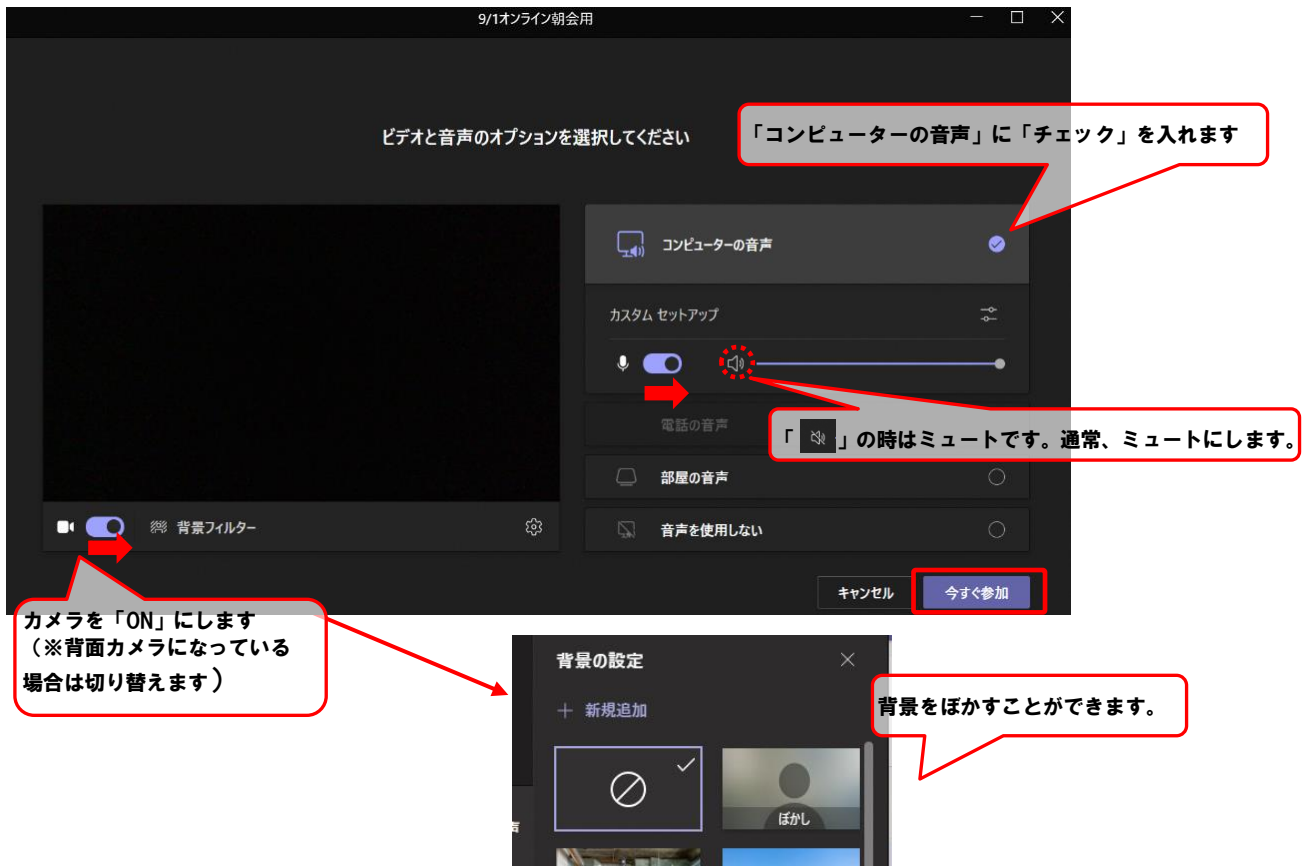 9/1オンライン朝会用
ビデオと音声のオプションを選択してください
「コンピューターの音声」に「チェック」を入れます
コンピューターの音声
カスタム セットアップ
電話の音声
「 」の時はミュートです。通常、ミュートにします。
部屋の音声
背景フィルター
音声を使用しない
キャンセル
今すぐ参加
カメラを「ON」にします
(※背面カメラになっている
場合は切り替えます)
背景の設定
+ 新規追加
背景をぼかすことができます。
ぼかし
声